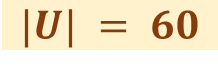 |U| = 60